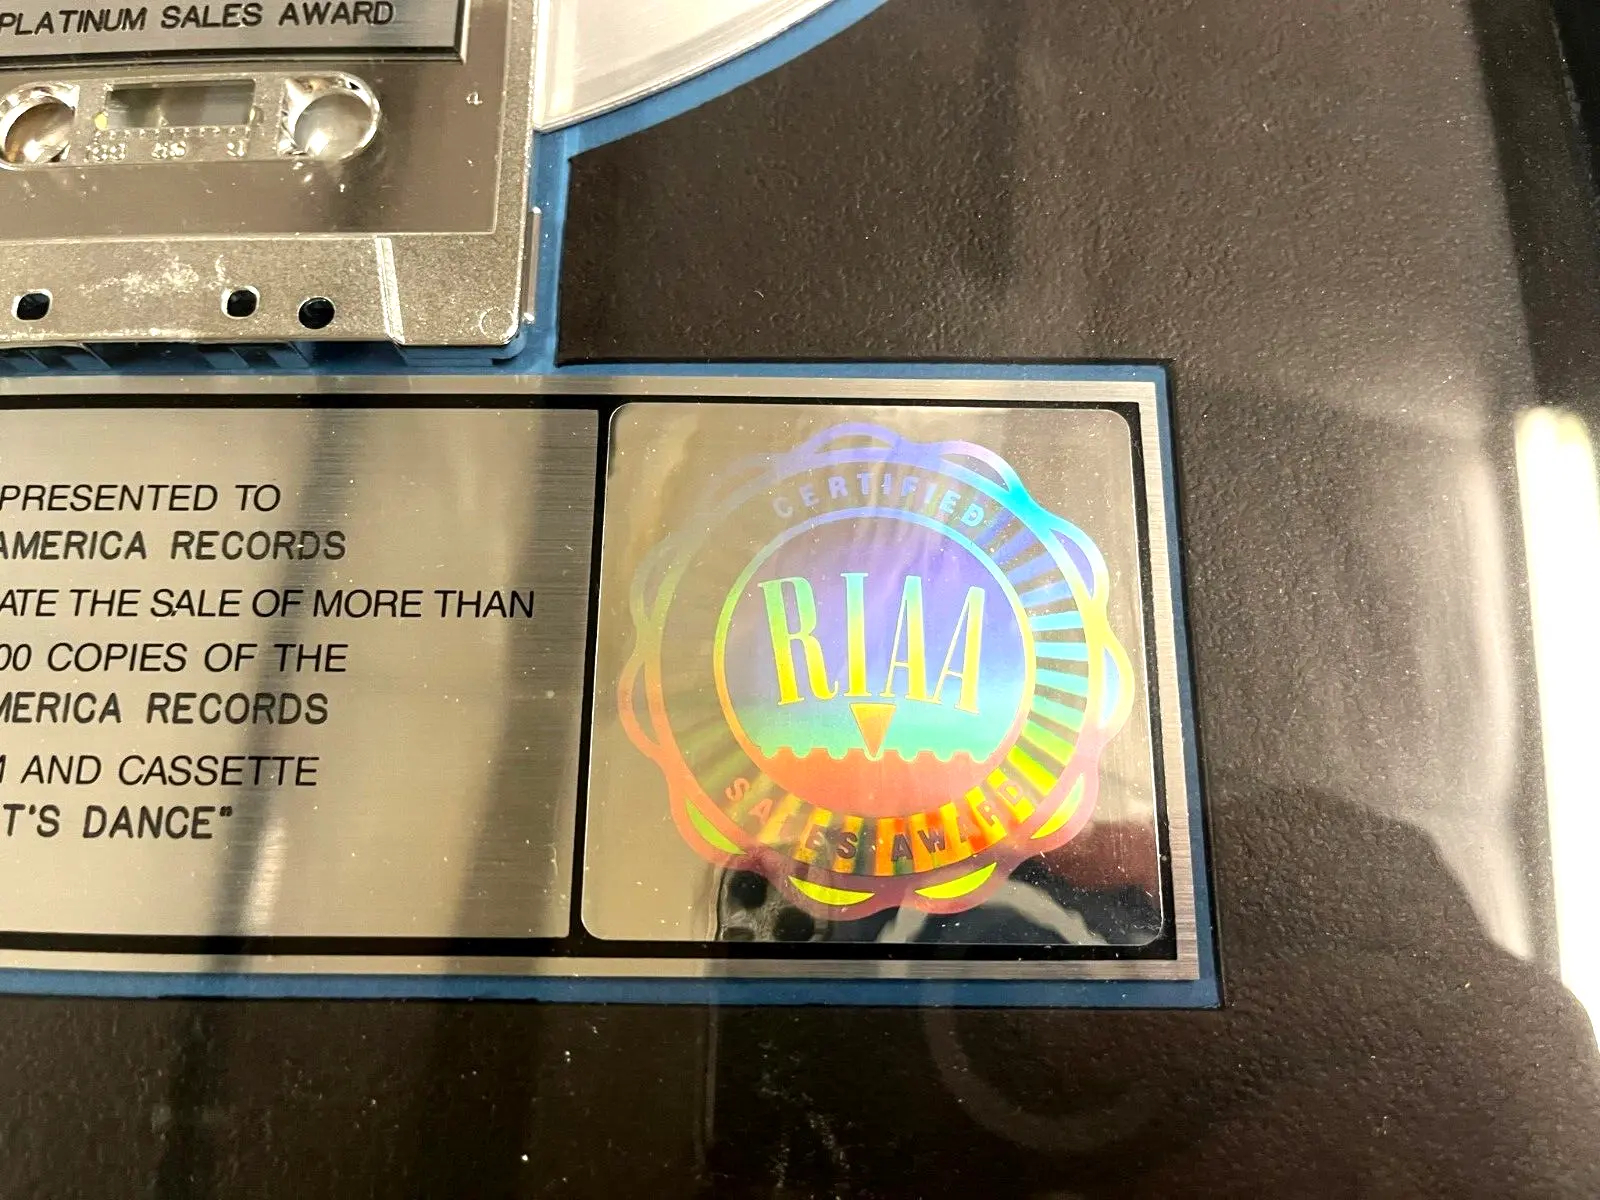 PLATINUM SALES AWARD
4
PRESENTED TO
AMERICA RECORDS
ATE THE SALE OF MORE THAN
00 COPIES OF THE
MERICA RECORDS
AND CASSETTE
T'S DANCE"
CERTIFIED
RIAA
SALES AWARD